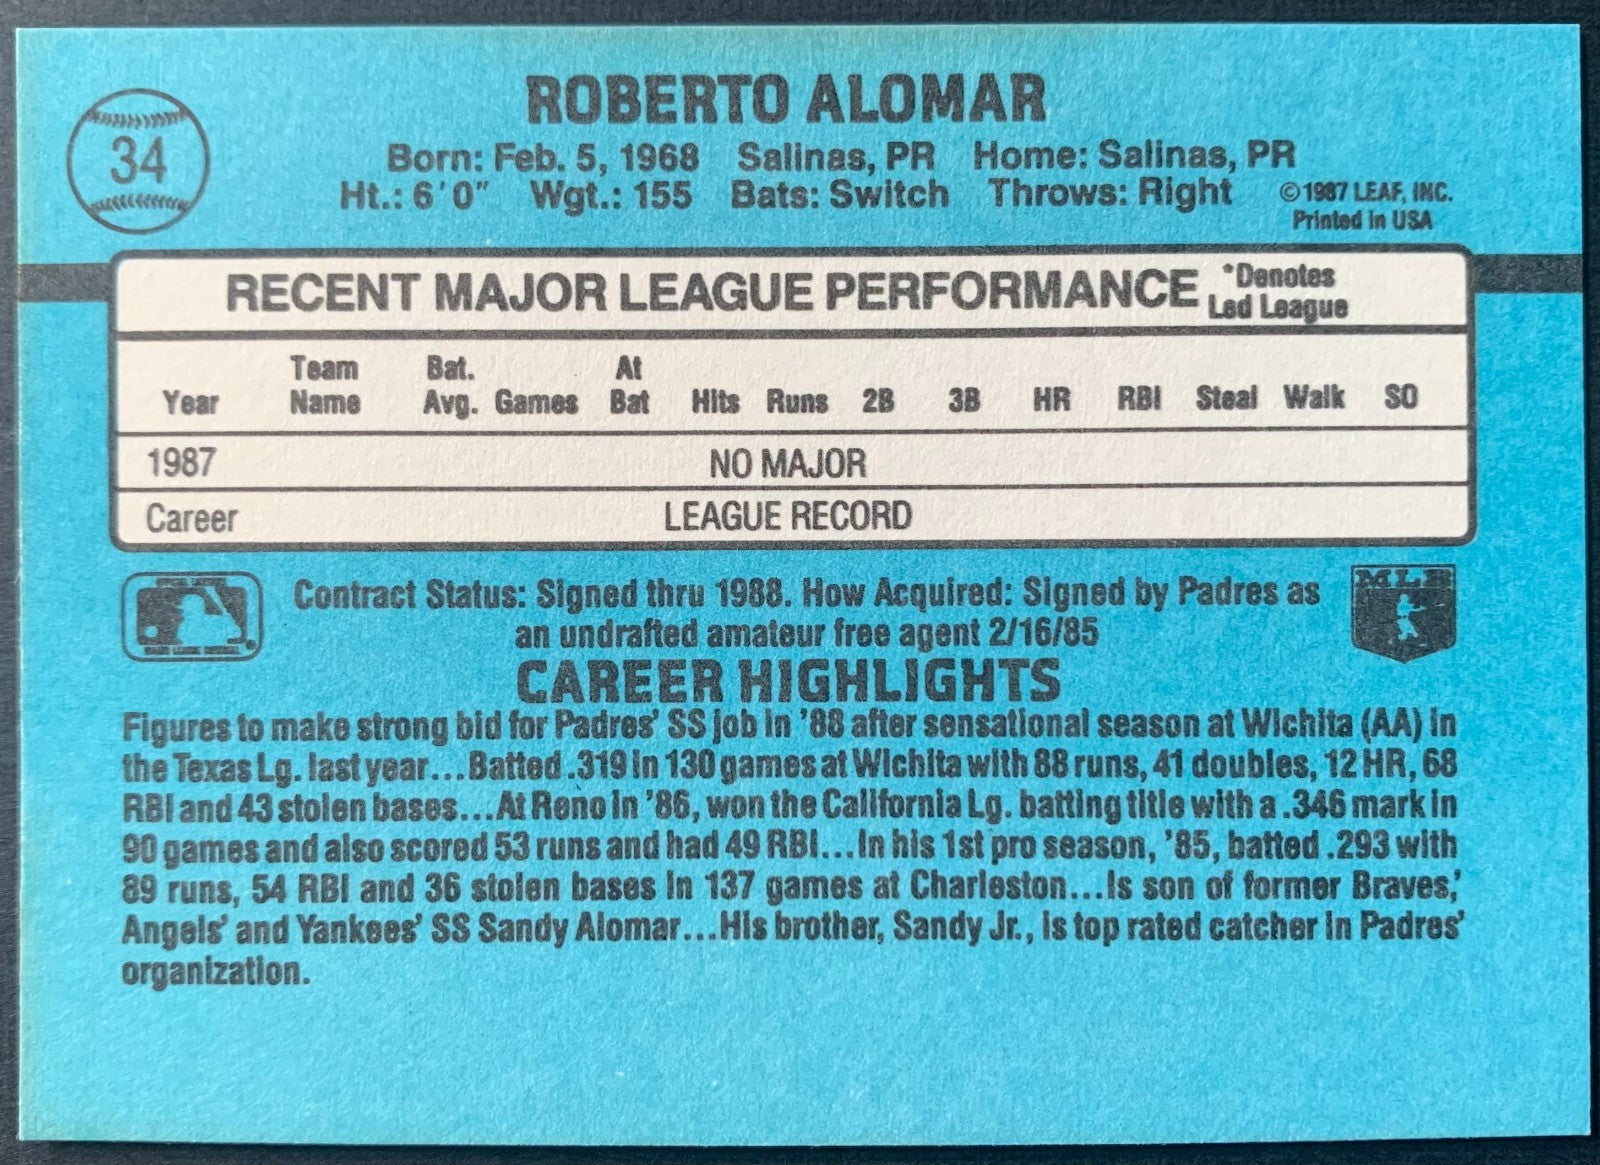 34
ROBERTO ALOMAR
Born: Feb. 5, 1968 Salinas, PR Home: Salinas, PR
Ht.: 6'0" Wgt.: 155 Bats: Switch Throws: Right
©1987 LEAF, INC.
Printed in USA
RECENT MAJOR LEAGUE PERFORMANCE
*Denotes
Led League
Year Team Name Bat. Avg. Games At Bat Hits Runs 2B 3B HR RBI Steal Walk SO
1987 NO MAJOR
Career LEAGUE RECORD
Contract Status: Signed thru 1988. How Acquired: Signed by Padres as
an undrafted amateur free agent 2/16/85
MLB
CAREER HIGHLIGHTS
Figures to make strong bid for Padres' SS job in '88 after sensational season at Wichita (AA) in
the Texas Lg. last year...Batted .319 in 130 games at Wichita with 88 runs, 41 doubles, 12 HR, 68
RBI and 43 stolen bases...At Reno in '86, won the California Lg. batting title with a .346 mark in
90 games and also scored 53 runs and had 49 RBI...In his 1st pro season, '85, batted .293 with
89 runs, 54 RBI and 36 stolen bases in 137 games at Charleston...Is son of former Braves,'
Angels' and Yankees' SS Sandy Alomar...His brother, Sandy Jr., is top rated catcher in Padres'
organization.